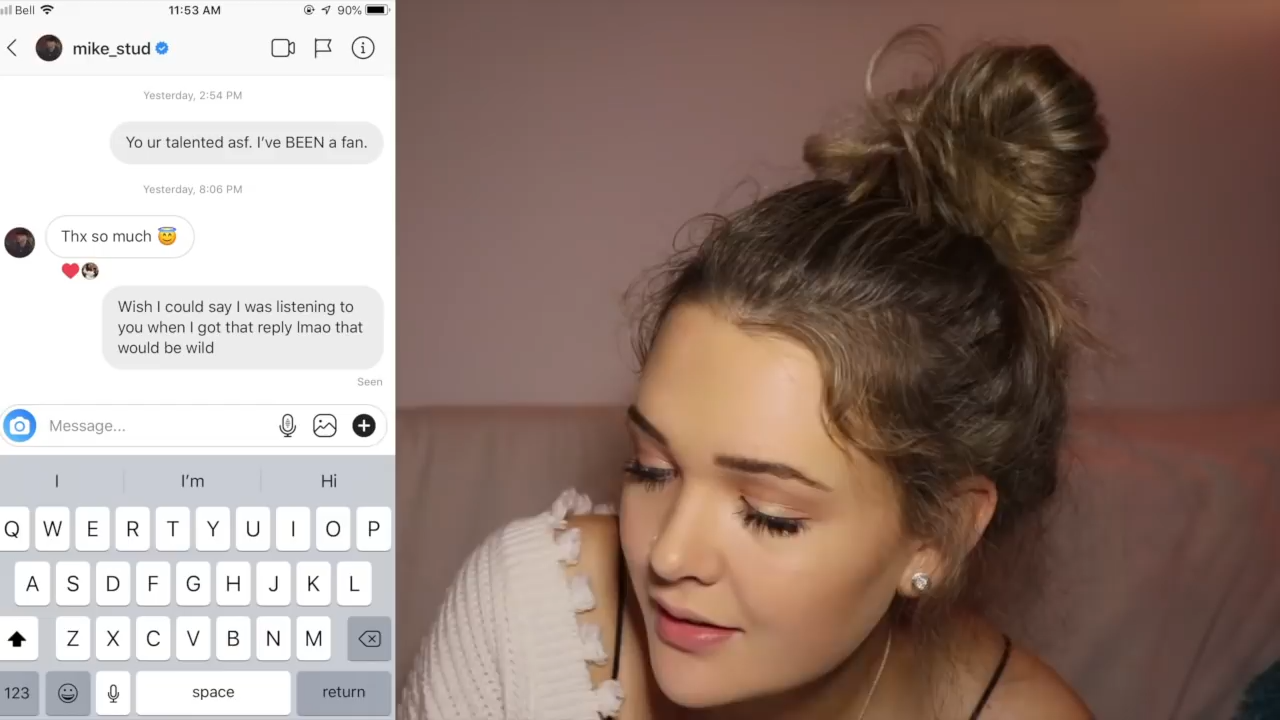 Bell 11:53 AM 90%
mike_stud
Yesterday, 2:54 PM
Yo ur talented asf. I've BEEN a fan.
Yesterday, 8:06 PM
Thx so much 😇
Wish I could say I was listening to
you when I got that reply lmao that
would be wild
Seen
Message...
I I'm Hi
Q W E R T Y U I O P
A S D F G H J K L
Z X C V B N M
123 space return